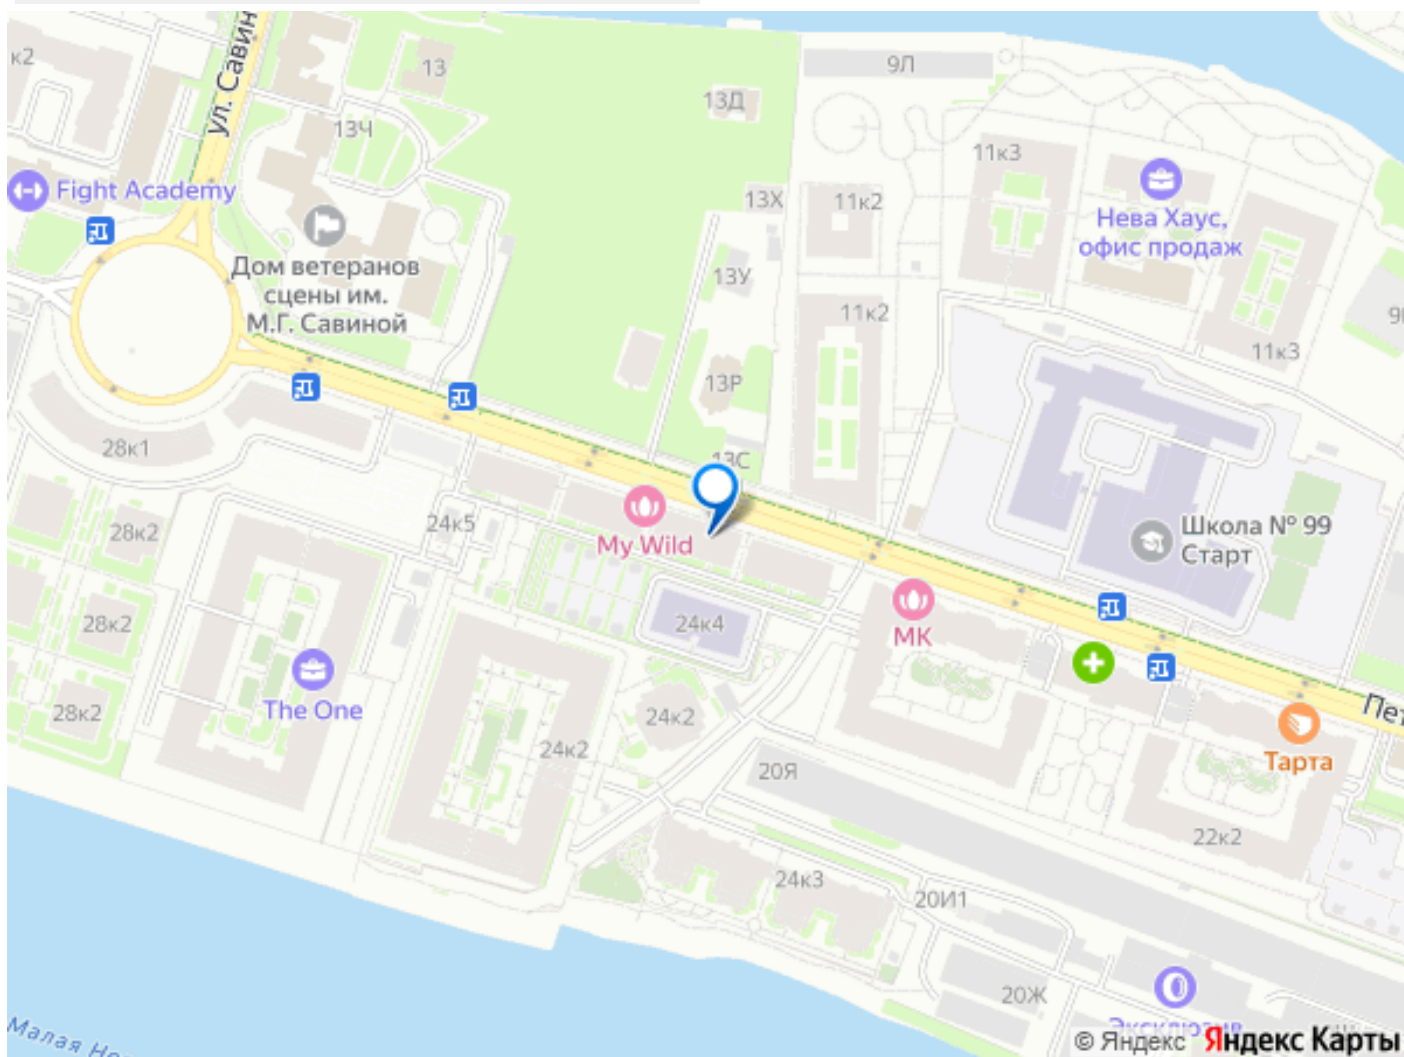 к2
ул. Савин
13
9Л
13Д
13Ч
11к3
Fight Academy
13Х
11к2
Нева Хаус,
офис продаж
Дом ветеранов
сцены им.
М.Г. Савиной
13У
11к2
11к3
13Р
28к1
13С
24к5
28к2
My Wild
Школа № 99
Старт
28к2
24к4
МК
The One
28к2
24к2
24к2
20Я
Пет
Тарта
22к2
24к3
20И1
20Ж
Эксклюзив
Малая Не
© Яндекс Яндекс Карты